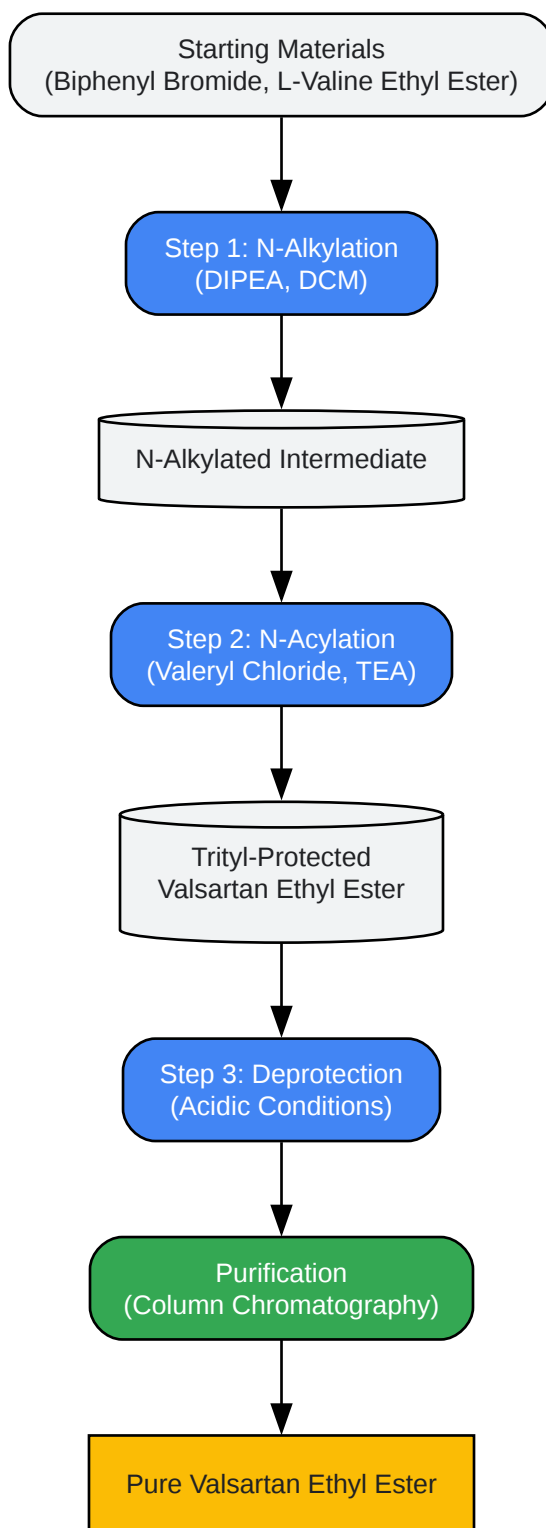 Starting Materials
(Biphenyl Bromide, L-Valine Ethyl Ester)
Step 1: N-Alkylation
(DIPEA, DCM)
N-Alkylated Intermediate
Step 2: N-Acylation
(Valeryl Chloride, TEA)
Trityl-Protected
Valsartan Ethyl Ester
Step 3: Deprotection
(Acidic Conditions)
Purification
(Column Chromatography)
Pure Valsartan Ethyl Ester